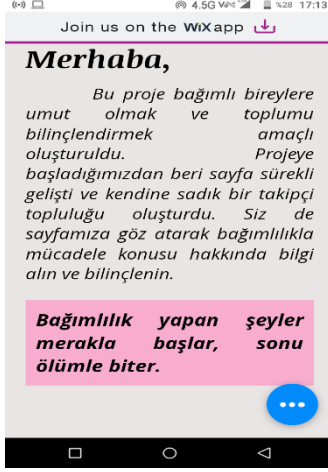 4.5G %28 17:13
Join us on the WiX app
Merhaba,
Bu proje bağımlı bireylere
umut olmak ve toplumu
bilinçlendirmek amaçlı
oluşturuldu. Projeye
başladığımızdan beri sayfa sürekli
gelişti ve kendine sadık bir takipçi
topluluğu oluşturdu. Siz de
sayfamıza göz atarak bağımlılıkla
mücadele konusu hakkında bilgi
alın ve bilinçlenin.
Bağımlılık yapan şeyler
merakla başlar, sonu
ölümle biter.